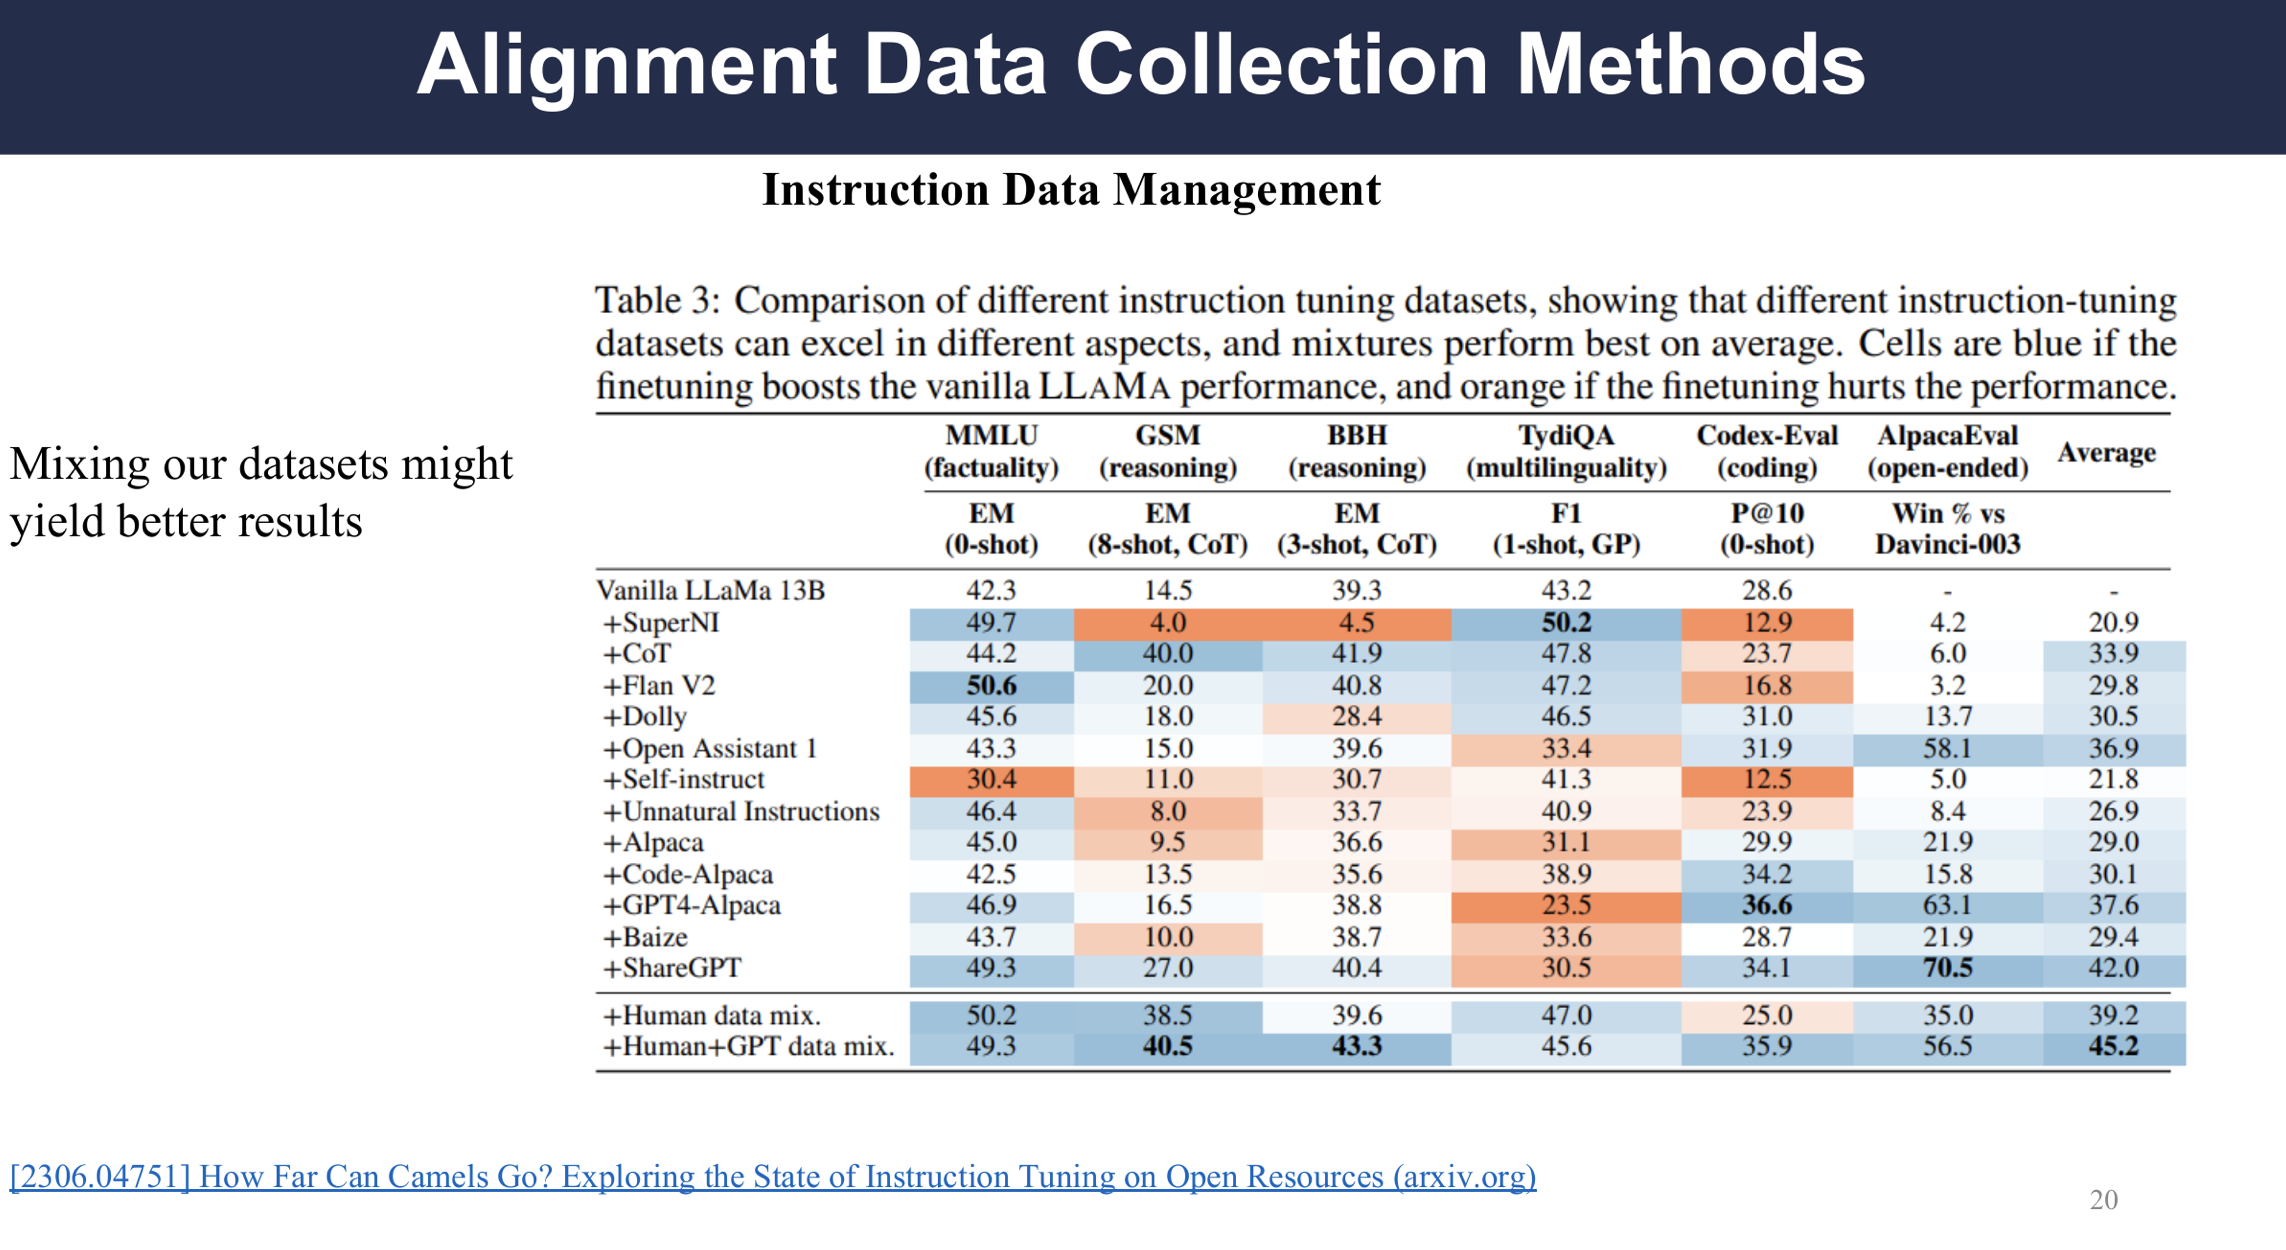 Alignment Data Collection Methods
Instruction Data Management
Mixing our datasets might
yield better results
Table 3: Comparison of different instruction tuning datasets, showing that different instruction-tuning
datasets can excel in different aspects, and mixtures perform best on average. Cells are blue if the
finetuning boosts the vanilla LLAMA performance, and orange if the finetuning hurts the performance.
MMLU GSM BBH TydiQA Codex-Eval AlpacaEval Average
(factuality) (reasoning) (reasoning) (multilinguality) (coding) (open-ended)
EM EM EM F1 P@10 Win % vs
(0-shot) (8-shot, CoT) (3-shot, CoT) (1-shot, GP) (0-shot) Davinci-003
Vanilla LLaMa 13B 42.3 14.5 39.3 43.2 28.6 - -
+SuperNI 49.7 4.0 4.5 50.2 12.9 4.2 20.9
+CoT 44.2 40.0 41.9 47.8 23.7 6.0 33.9
+Flan V2 50.6 20.0 40.8 47.2 16.8 3.2 29.8
+Dolly 45.6 18.0 28.4 46.5 31.0 13.7 30.5
+Open Assistant 1 43.3 15.0 39.6 33.4 31.9 58.1 36.9
+Self-instruct 30.4 11.0 30.7 41.3 12.5 5.0 21.8
+Unnatural Instructions 46.4 8.0 33.7 40.9 23.9 8.4 26.9
+Alpaca 45.0 9.5 36.6 31.1 29.9 21.9 29.0
+Code-Alpaca 42.5 13.5 35.6 38.9 34.2 15.8 30.1
+GPT4-Alpaca 46.9 16.5 38.8 23.5 36.6 63.1 37.6
+Baize 43.7 10.0 38.7 33.6 28.7 21.9 29.4
+ShareGPT 49.3 27.0 40.4 30.5 34.1 70.5 42.0
+Human data mix. 50.2 38.5 39.6 47.0 25.0 35.0 39.2
+Human+GPT data mix. 49.3 40.5 43.3 45.6 35.9 56.5 45.2
[2306.04751] How Far Can Camels Go? Exploring the State of Instruction Tuning on Open Resources (arxiv.org)
20